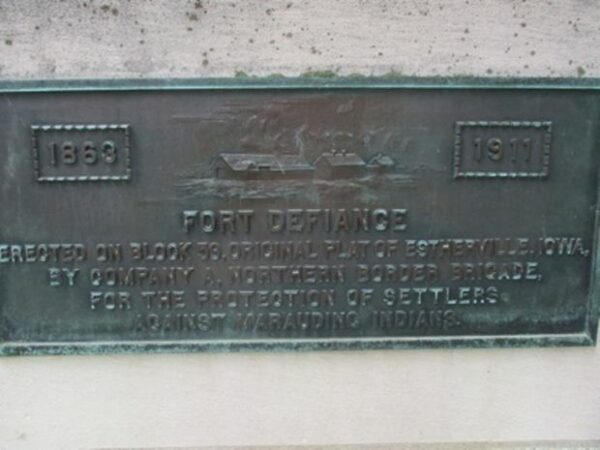 1863
1911
FORT DEFIANCE
ERECTED ON BLOCK 59, ORIGINAL PLAT OF ESTHERVILLE, IOWA,
BY COMPANY A, NORTHERN BORDER BRIGADE,
FOR THE PROTECTION OF SETTLERS
AGAINST MARAUDING INDIANS.